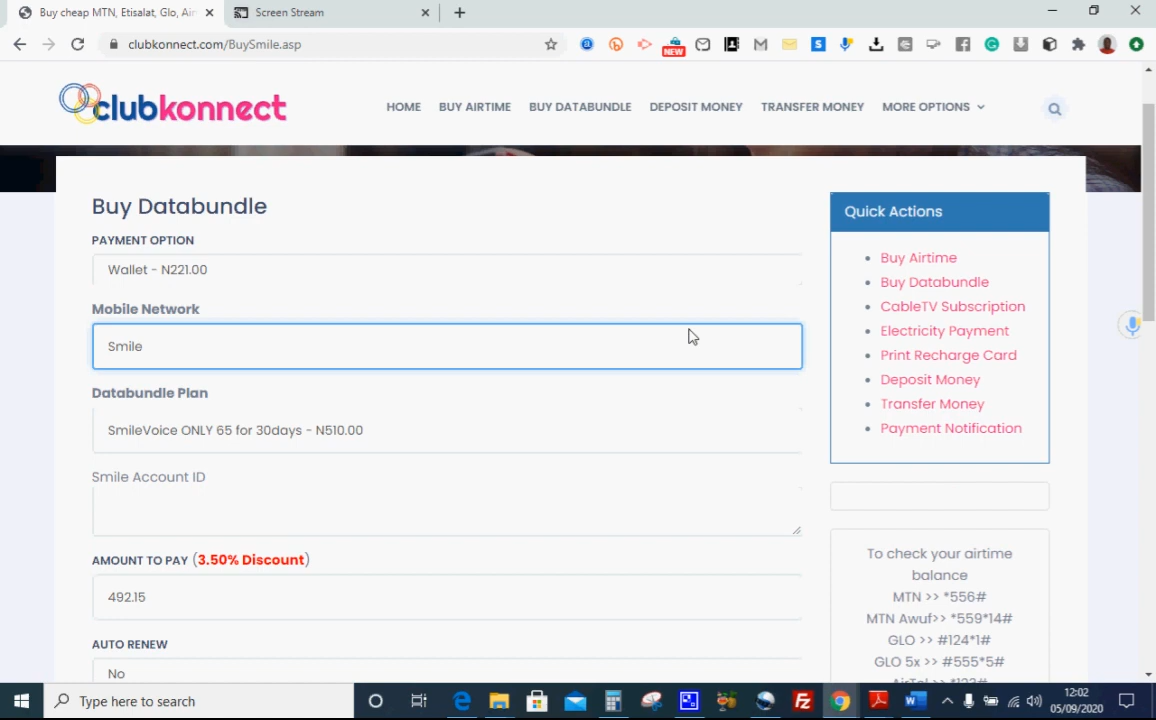 Buy cheap MTN, Etisalat, Glo, Air
Screen Stream
clubkonnect.com/BuySmile.asp
NEW
clubkonnect
HOME
BUY AIRTIME
BUY DATABUNDLE
DEPOSIT MONEY
TRANSFER MONEY
MORE OPTIONS
Buy Databundle
PAYMENT OPTION
Wallet - N221.00
Mobile Network
Smile
Databundle Plan
SmileVoice ONLY 65 for 30days - N510.00
Smile Account ID
AMOUNT TO PAY (3.50% Discount)
492.15
AUTO RENEW
No
Quick Actions
Buy Airtime
Buy Databundle
CableTV Subscription
Electricity Payment
Print Recharge Card
Deposit Money
Transfer Money
Payment Notification
To check your airtime
balance
MTN >> *556#
MTN Awuf>> *559*14#
GLO >> #124*1#
GLO 5x >> #555*5#
AirTel >> *123#
Type here to search
12:02
05/09/2020